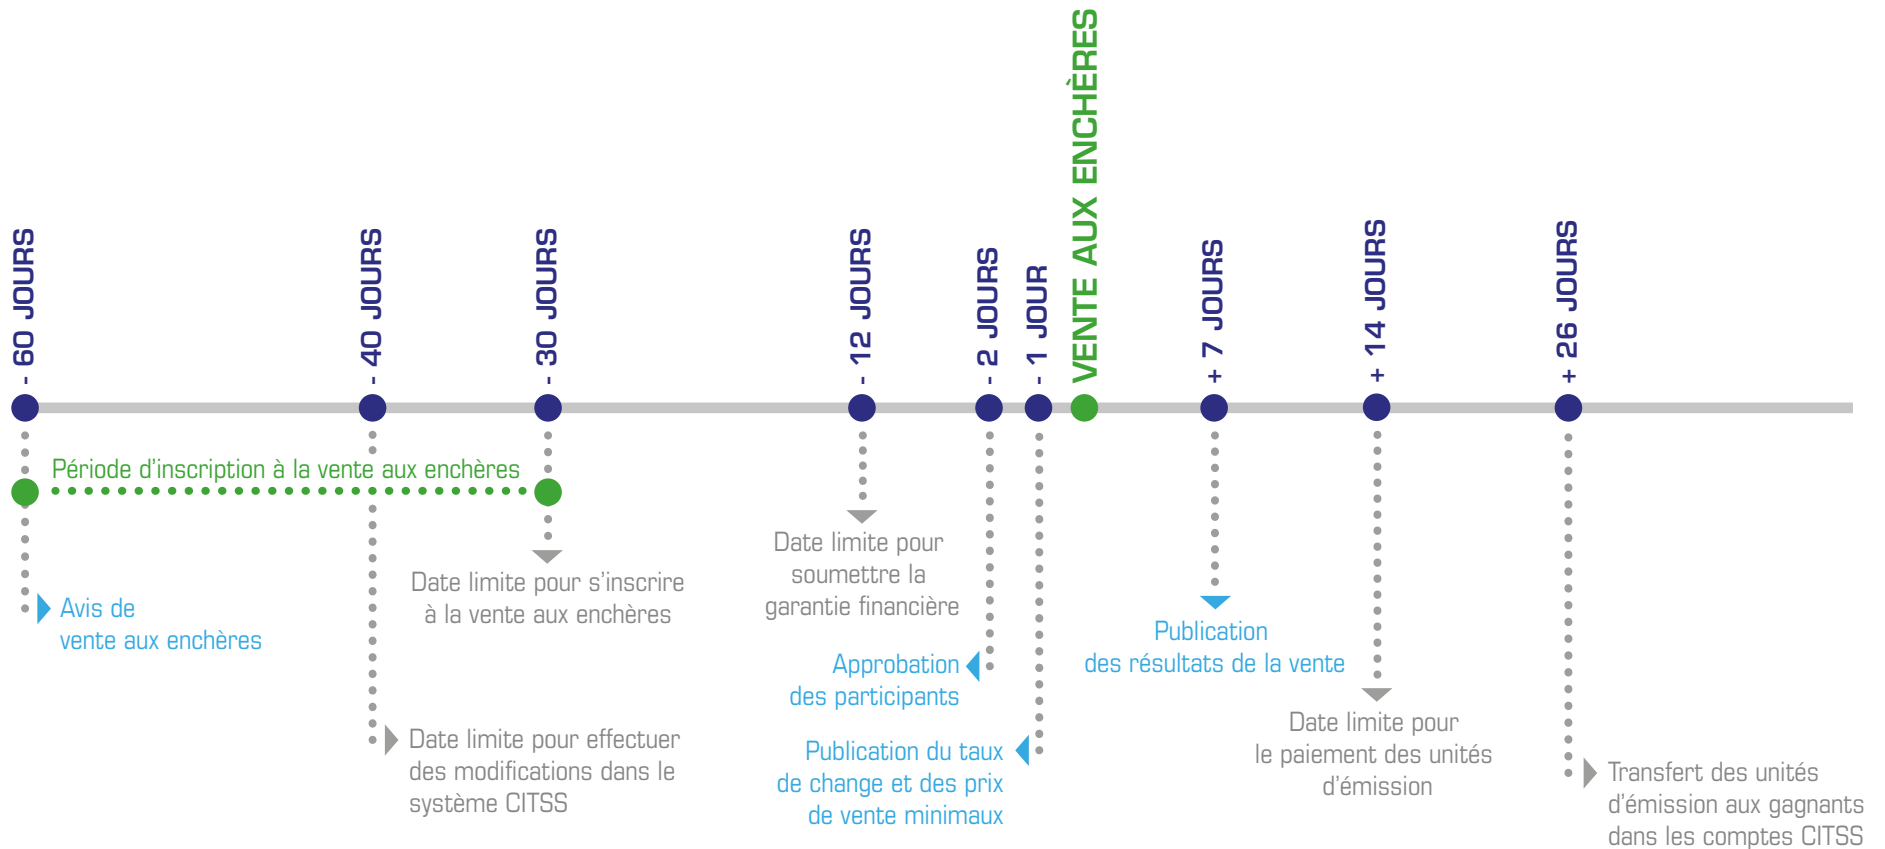 VENTE AUX ENCHÈRES
- 60 JOURS
- 40 JOURS
- 30 JOURS
- 12 JOURS
- 2 JOURS
- 1 JOUR
+ 7 JOURS
+ 14 JOURS
+ 26 JOURS
Période d'inscription à la vente aux enchères
Avis de
vente aux enchères
Date limite pour effectuer
des modifications dans le
système CITSS
Date limite pour s'inscrire
à la vente aux enchères
Date limite pour
soumettre la
garantie financière
Approbation
des participants
Publication du taux
de change et des prix
de vente minimaux
Publication
des résultats de la vente
Date limite pour
le paiement des unités
d'émission
Transfert des unités
d'émission aux gagnants
dans les comptes CITSS